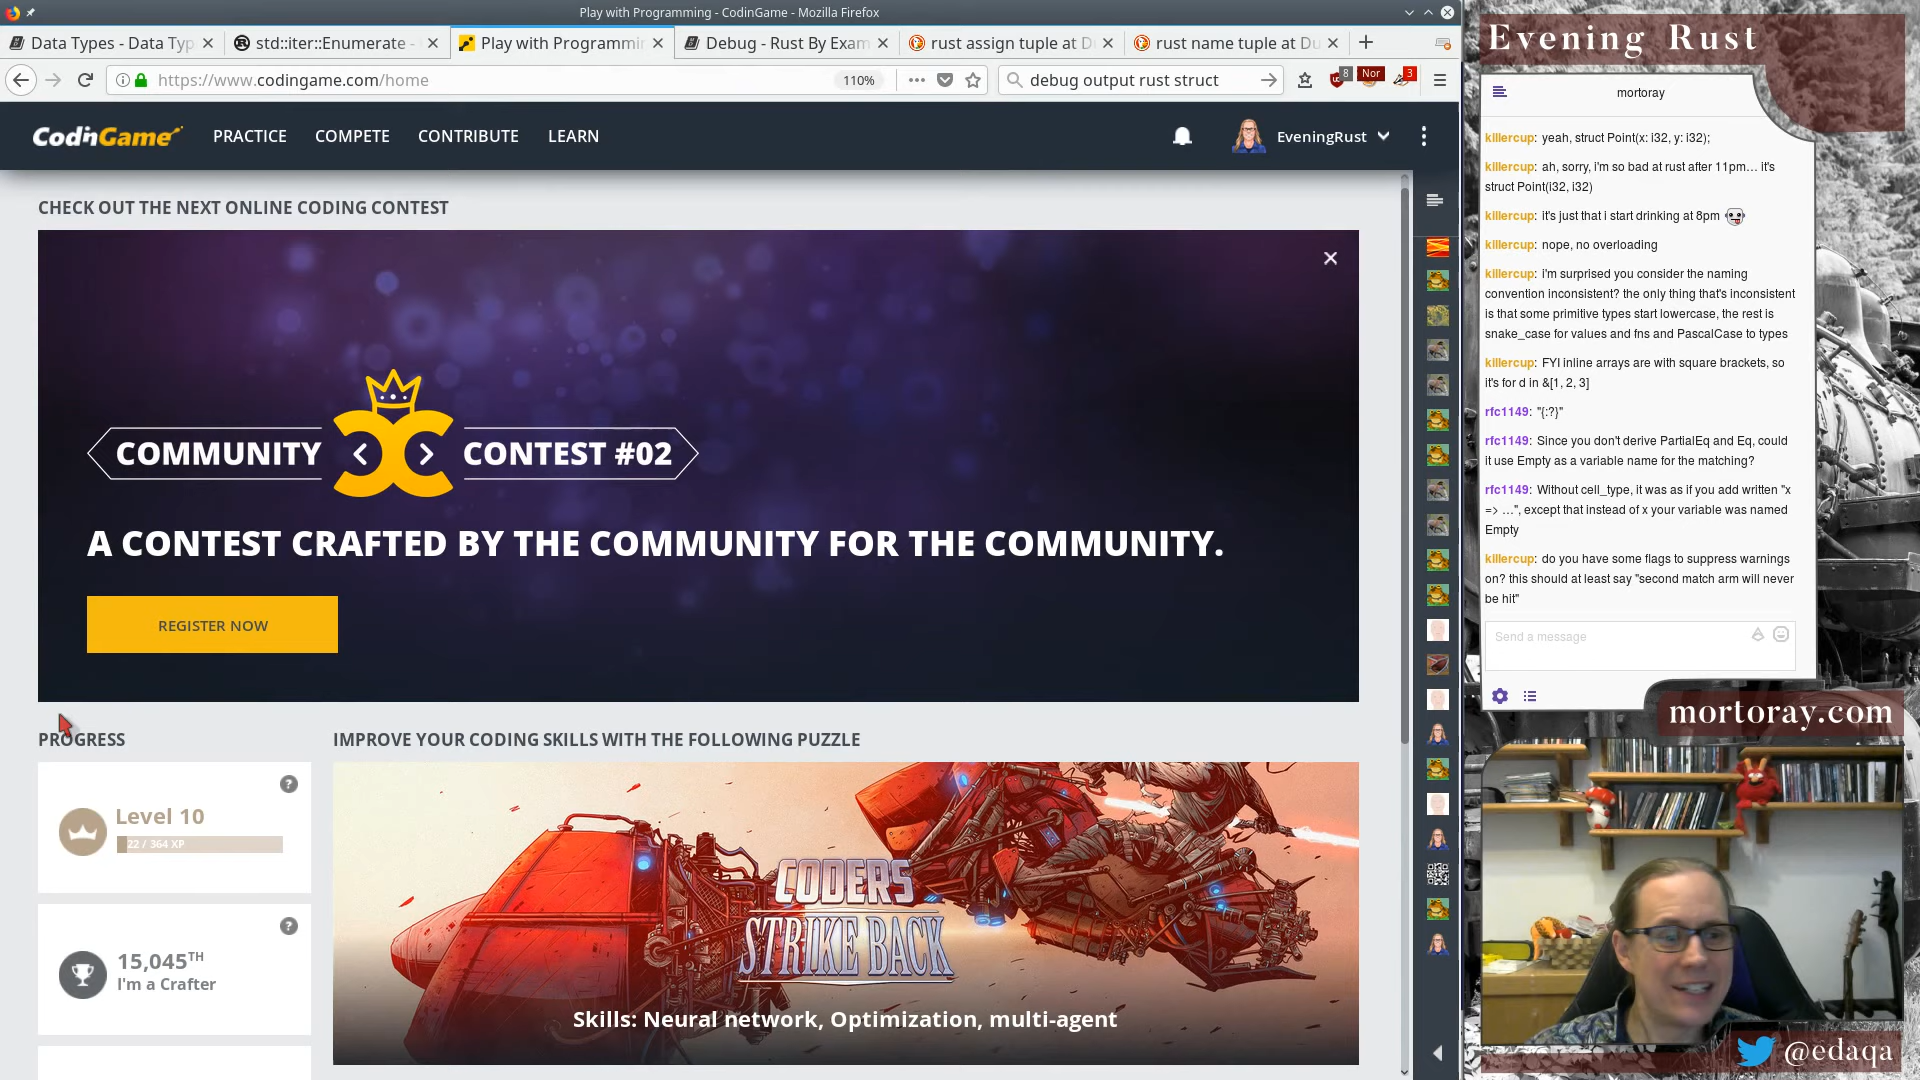 Play with Programming - CodinGame - Mozilla Firefox
Data Types - Data Typ
std::iter::Enumerate -
Play with Programmin
Debug - Rust By Exam
rust assign tuple at D
rust name tuple at Du
https://www.codingame.com/home
110%
debug output rust struct
8
Nor
3
CodinGame
PRACTICE
COMPETE
CONTRIBUTE
LEARN
EveningRust
CHECK OUT THE NEXT ONLINE CODING CONTEST
COMMUNITY
CONTEST #02
A CONTEST CRAFTED BY THE COMMUNITY FOR THE COMMUNITY.
REGISTER NOW
PROGRESS
IMPROVE YOUR CODING SKILLS WITH THE FOLLOWING PUZZLE
Level 10
22 / 364 XP
15,045TH
I'm a Crafter
CODERS
STRIKE BACK
Skills: Neural network, Optimization, multi-agent
Evening Rust
mortoray
killercup: yeah, struct Point(x: i32, y: i32);
killercup: ah, sorry, i'm so bad at rust after 11pm… it's
struct Point(i32, i32)
killercup: it's just that i start drinking at 8pm
killercup: nope, no overloading
killercup: i'm surprised you consider the naming
convention inconsistent? the only thing that's inconsistent
is that some primitive types start lowercase, the rest is
snake_case for values and fns and PascalCase to types
killercup: FYI inline arrays are with square brackets, so
it's for d in &[1, 2, 3]
rfc1149: "{:?}"
rfc1149: Since you don't derive PartialEq and Eq, could
it use Empty as a variable name for the matching?
rfc1149: Without cell_type, it was as if you add written "x
=> …", except that instead of x your variable was named
Empty
killercup: do you have some flags to suppress warnings
on? this should at least say "second match arm will never
be hit"
Send a message
mortoray.com
@edaqa